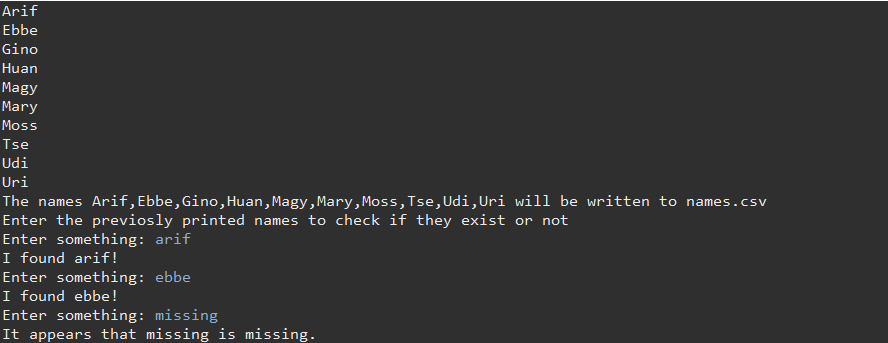 Arif
Ebbe
Gino
Huan
Magy
Mary
Moss
Tse
Udi
Uri
The names Arif,Ebbe,Gino,Huan,Magy,Mary,Moss,Tse,Udi,Uri will be written to names.csv
Enter the previosly printed names to check if they exist or not
Enter something: arif
I found arif!
Enter something: ebbe
I found ebbe!
Enter something: missing
It appears that missing is missing.